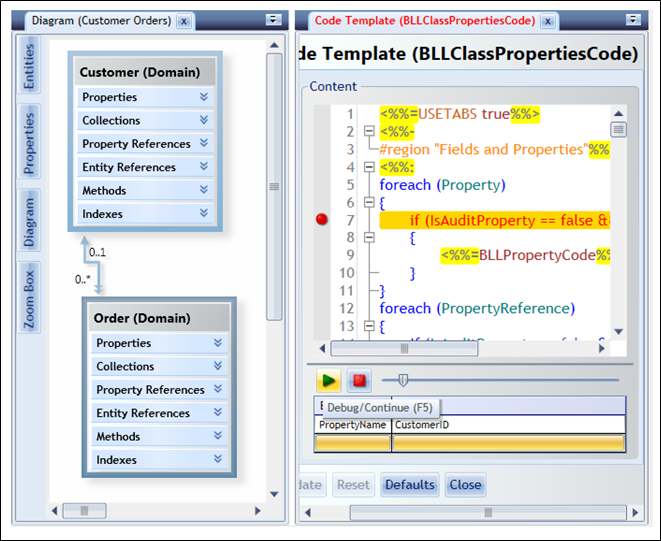 Diagram (Customer Orders) x
Entities
Properties
Diagram
Zoom Box
Customer (Domain)
Properties
Collections
Property References
Entity References
Methods
Indexes
0..1
0..*
Order (Domain)
Properties
Collections
Property References
Entity References
Methods
Indexes
Code Template (BLLClassPropertiesCode) x
de Template (BLLClassPropertiesCode)
Content
1 <%%=USETABS true%%>
2 <%%-
3 #region "Fields and Properties"%%
4 <%%:
5 foreach (Property)
6 {
7 if (IsAuditProperty == false &
8 {
9 <%%=BLLPropertyCode%
10 }
11 }
12 foreach (PropertyReference)
13 {
Debug/Continue (F5)
PropertyName CustomerID
date Reset Defaults Close